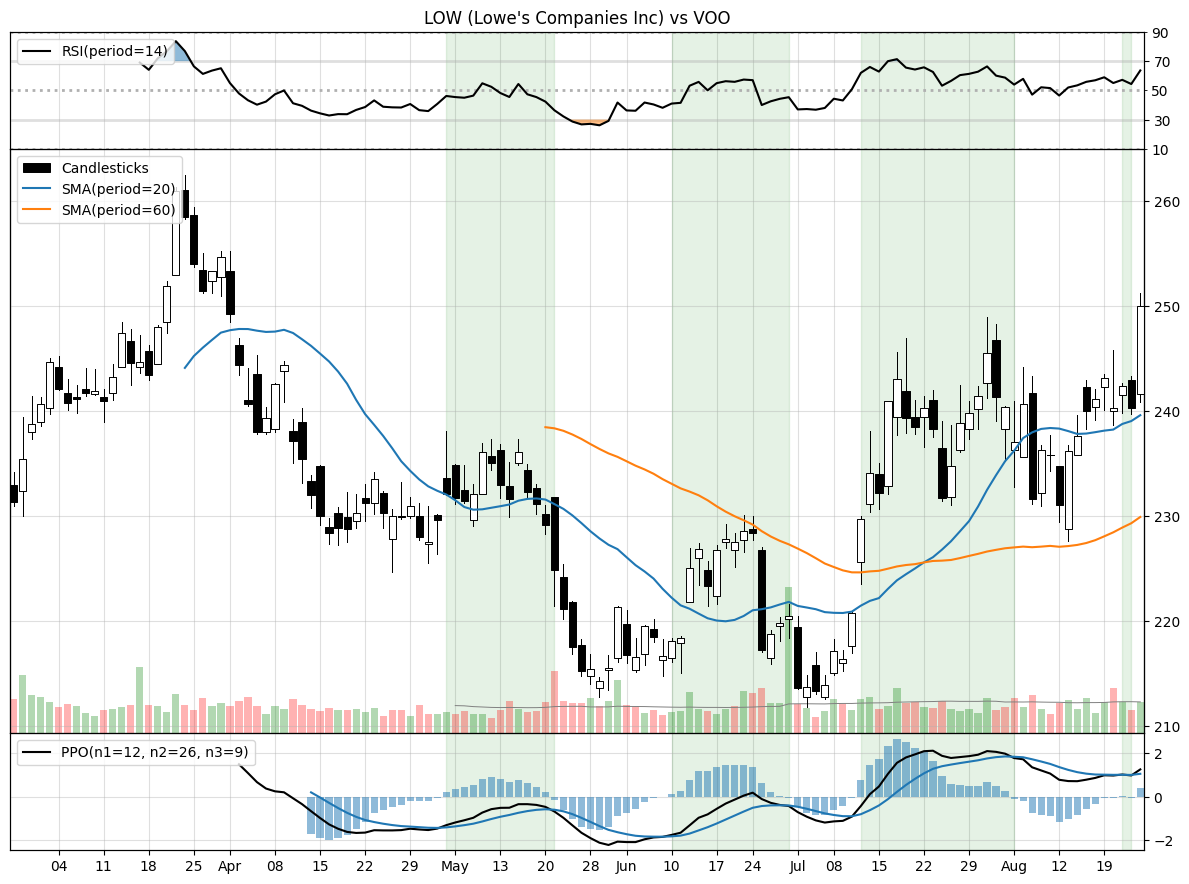 LOW (Lowe's Companies Inc) vs VOO
RSI(period=14)
90
70
50
30
10
Candlesticks
SMA(period=20)
SMA(period=60)
260
250
240
230
220
210
PPO(n1=12, n2=26, n3=9)
2
0
−2
04 11 18 25 Apr 08 15 22 29 May 13 20 28 Jun 10 17 24 Jul 08 15 22 29 Aug 12 19